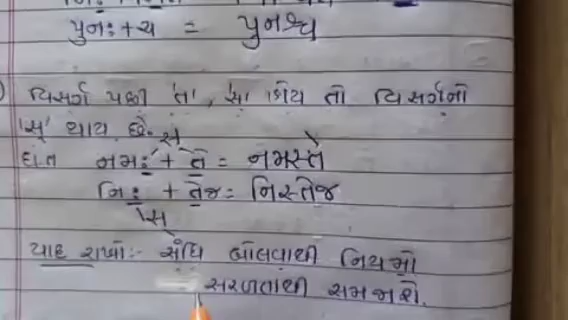 પુનઃ + ચ = પુનશ્ચ
વિસર્ગ પછી 'ત', 'સ' હોય તો વિસર્ગનો
'સ્' થાય છે. સ
દા.ત નમઃ + તે = નમસ્તે
નિઃ + તેજ = નિસ્તેજ
સ
યાદ રાખો:- સંધિ બોલવાથી નિયમો
સરળતાથી સમજાશે.